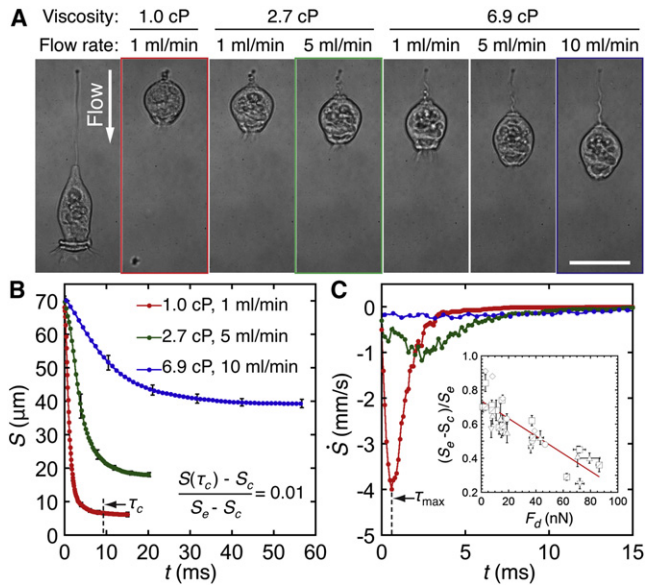 A
Viscosity: 1.0 cP 2.7 cP 6.9 cP
Flow rate: 1 ml/min 1 ml/min 5 ml/min 1 ml/min 5 ml/min 10 ml/min
Flow
B
70
60
50
40
30
20
10
0
S (μm)
1.0 cP, 1 ml/min
2.7 cP, 5 ml/min
6.9 cP, 10 ml/min
τc
S(τc) - Sc
Se - Sc
= 0.01
0 10 20 30 40 50 60
t (ms)
C
0
-1
-2
-3
-4
-5
Ṡ (mm/s)
τmax
0 5 10 15
t (ms)
(Se-Sc)/Se
1.0
0.8
0.6
0.4
0.2
0 20 40 60 80 100
Fd (nN)